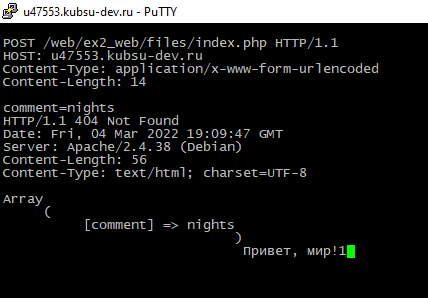 u47553.kubsu-dev.ru - PuTTY
POST /web/ex2_web/files/index.php HTTP/1.1
HOST: u47553.kubsu-dev.ru
Content-Type: application/x-www-form-urlencoded
Content-Length: 14
comment=nights
HTTP/1.1 404 Not Found
Date: Fri, 04 Mar 2022 19:09:47 GMT
Server: Apache/2.4.38 (Debian)
Content-Length: 56
Content-Type: text/html; charset=UTF-8
Array
(
[comment] => nights
)
Привет, мир!1